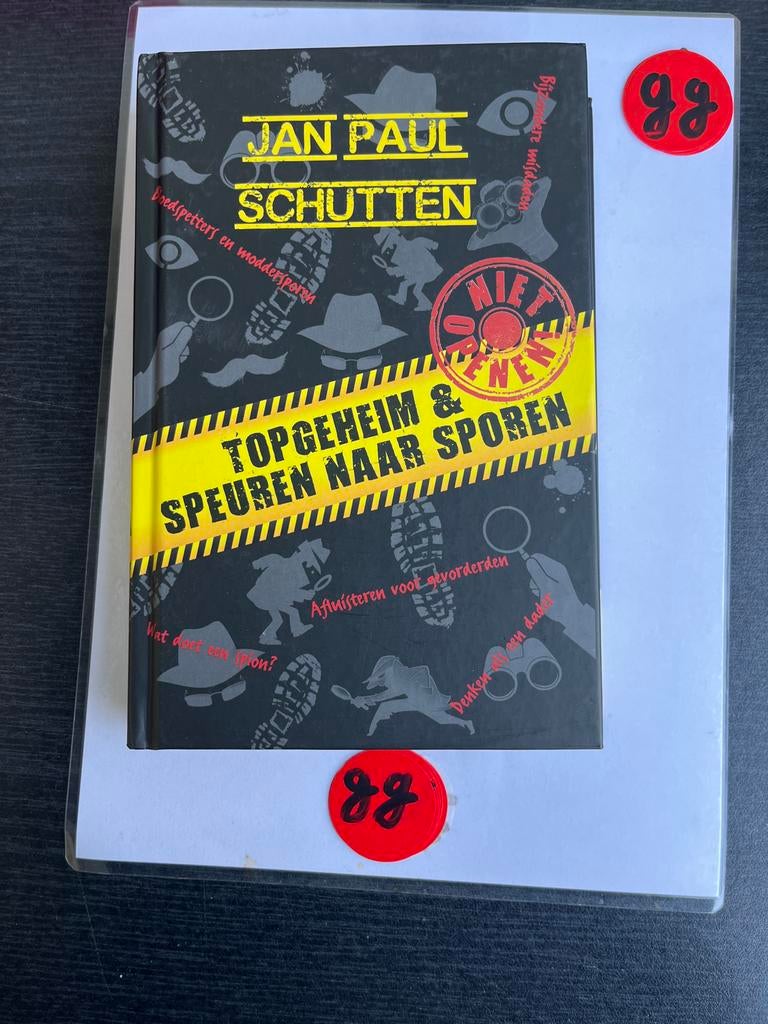 gg
JAN PAUL
SCHUTTEN
Bijzondere misdaden
Bloedspetters en moddersporen
NIET
OPENEN!
TOPGEHEIM &
SPEUREN NAAR SPOREN
Afluisteren voor gevorderden
Wat doet een spion?
Denken als een dader
gg